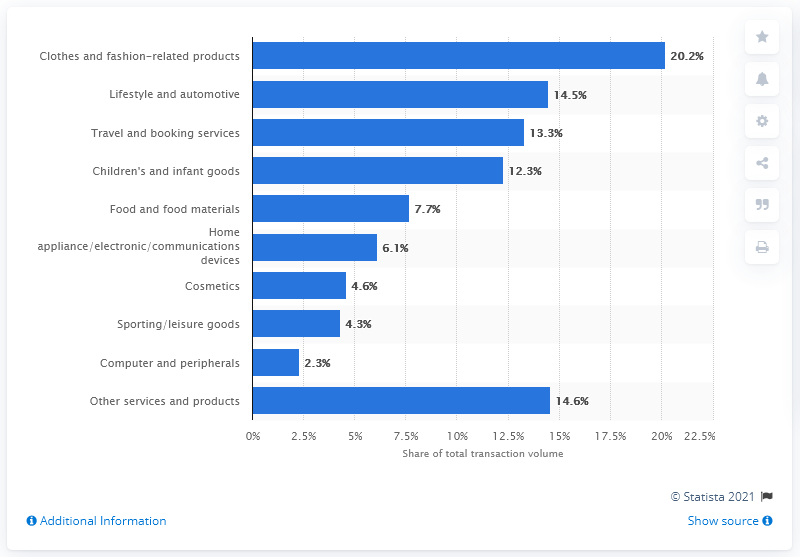 Clothes and fashion-related products 20.2%
Lifestyle and automotive 14.5%
Travel and booking services 13.3%
Children's and infant goods 12.3%
Food and food materials 7.7%
Home
appliance/electronic/communications
devices 6.1%
Cosmetics 4.6%
Sporting/leisure goods 4.3%
Computer and peripherals 2.3%
Other services and products 14.6%
0% 2.5% 5% 7.5% 10% 12.5% 15% 17.5% 20% 22.5%
Share of total transaction volume
© Statista 2021
Additional Information Show source